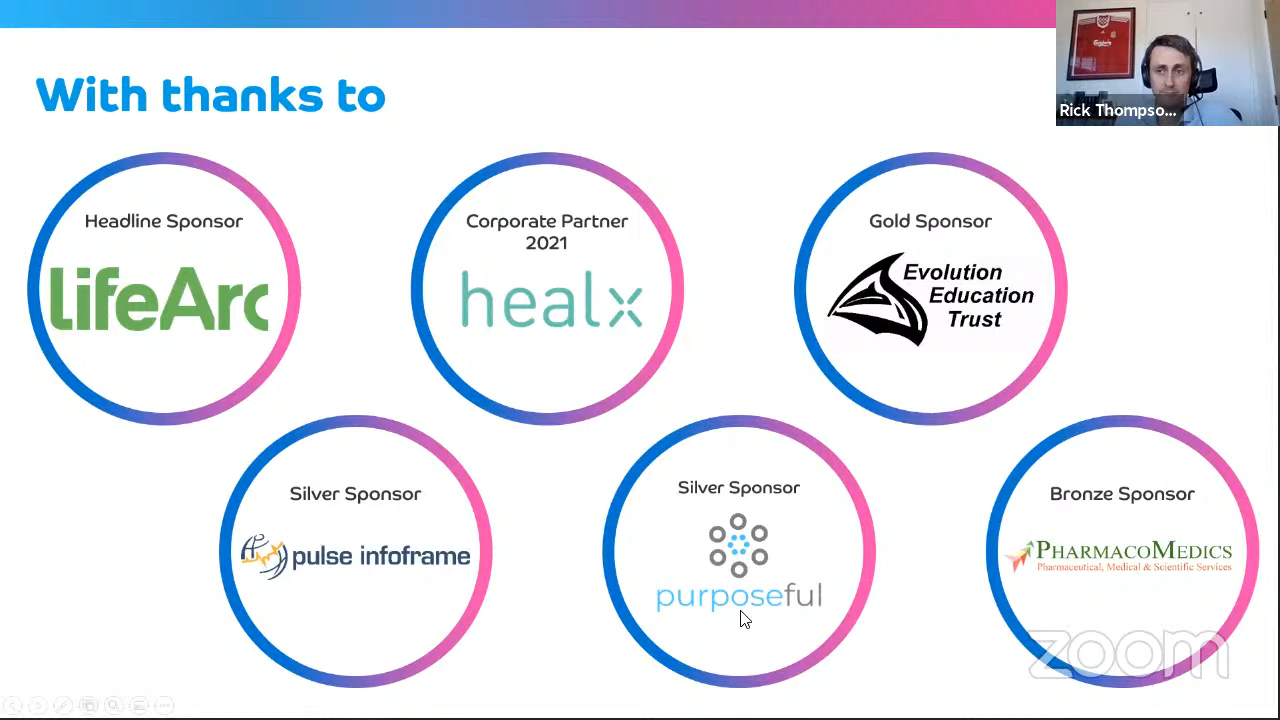 With thanks to
Rick Thompso...
Headline Sponsor
lifeArc
Corporate Partner
2021
healx
Gold Sponsor
Evolution
Education
Trust
Silver Sponsor
pulse infoframe
Silver Sponsor
purposeful
Bronze Sponsor
PHARMACOMEDICS
Pharmaceutical, Medical & Scientific Services
zoom